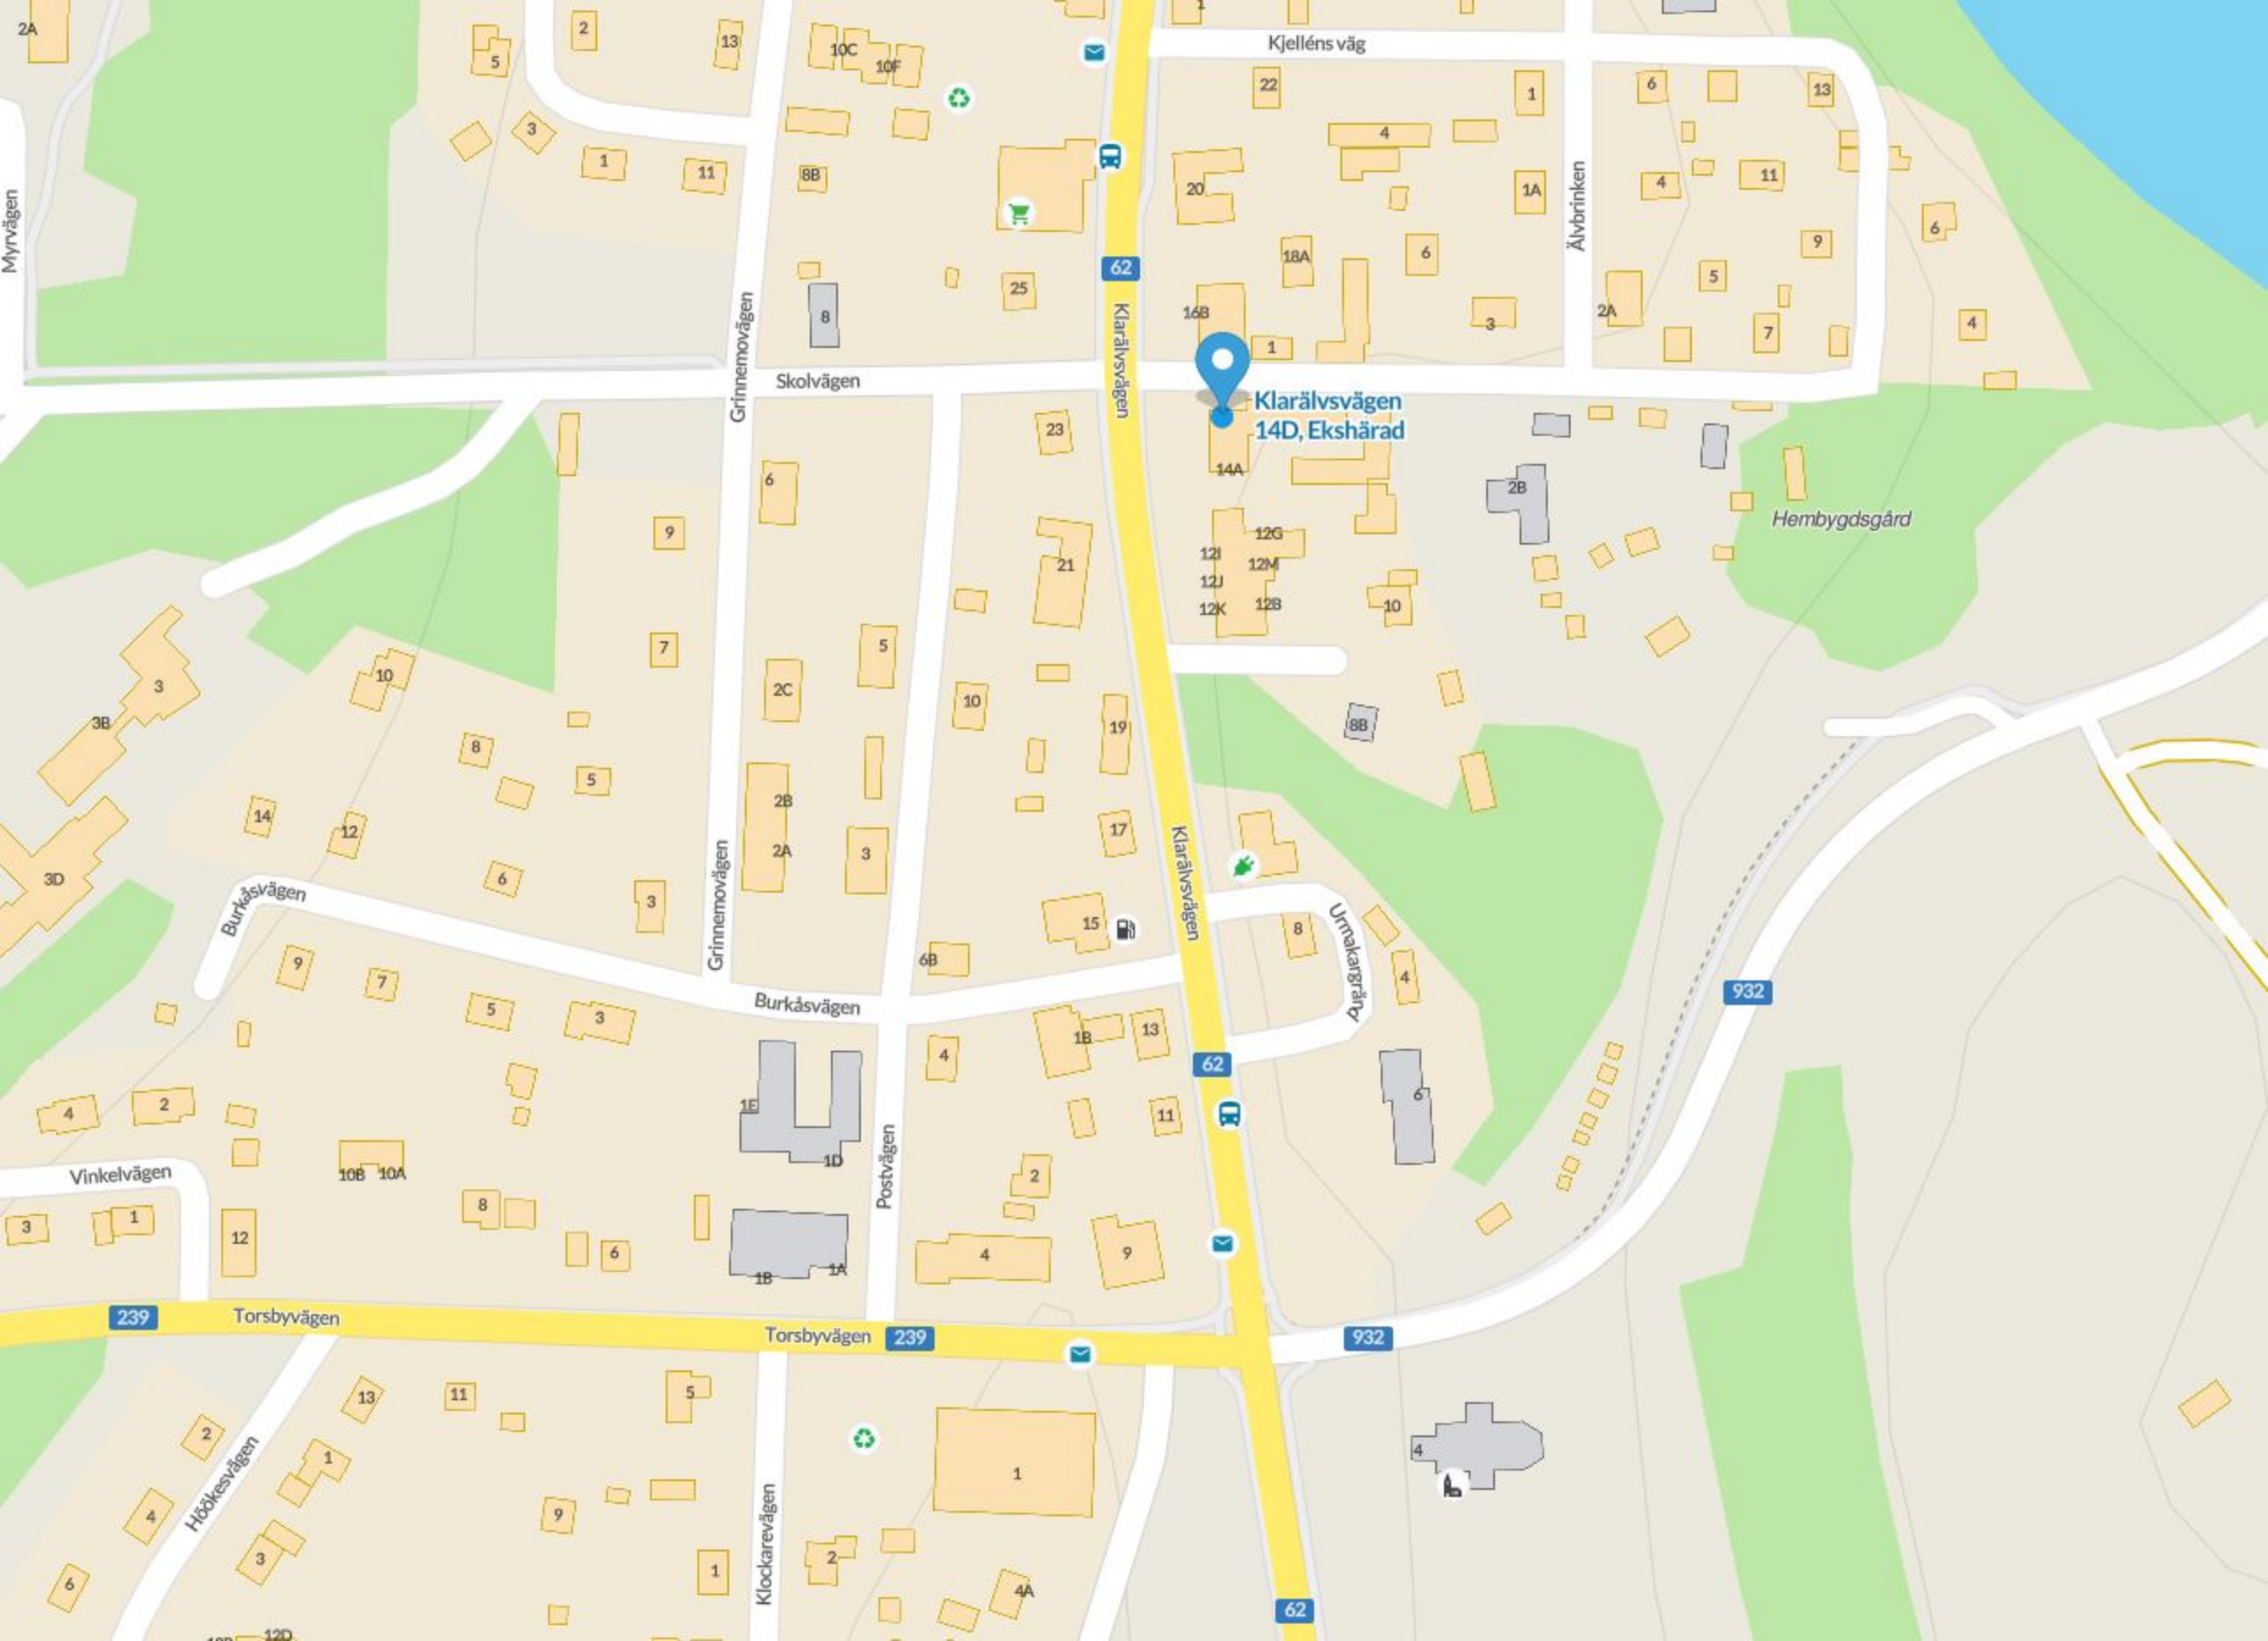 2A
5
2
13
10C
10F
1
Kjelléns väg
22
1
6
13
3
1
11
8B
4
20
1A
4
11
Myrvägen
Älvbrinken
6
9
18A
6
5
62
25
8
16B
3
2A
7
4
1
Grinnemovägen
Klarälvsvägen
Skolvägen
Klarälvsvägen
14D, Ekshärad
23
14A
6
2B
Hembygdsgård
9
21
12G
12I
12M
12J
12K
12B
10
7
5
3
10
2C
10
3B
19
8B
8
5
2B
14
12
17
2A
3
3D
6
Klarälvsvägen
Burkåsvägen
3
Grinnemovägen
15
8
Urmakargränd
6B
9
7
4
932
5
3
Burkåsvägen
1B
13
4
62
4
2
1E
11
6
1D
Postvägen
Vinkelvägen
10B
10A
2
8
3
1
12
6
4
9
1B
1A
239
Torsbyvägen
Torsbyvägen
239
932
13
11
5
2
1
4
Höökesvägen
1
9
Klockarevägen
3
2
1
4A
6
62
12D